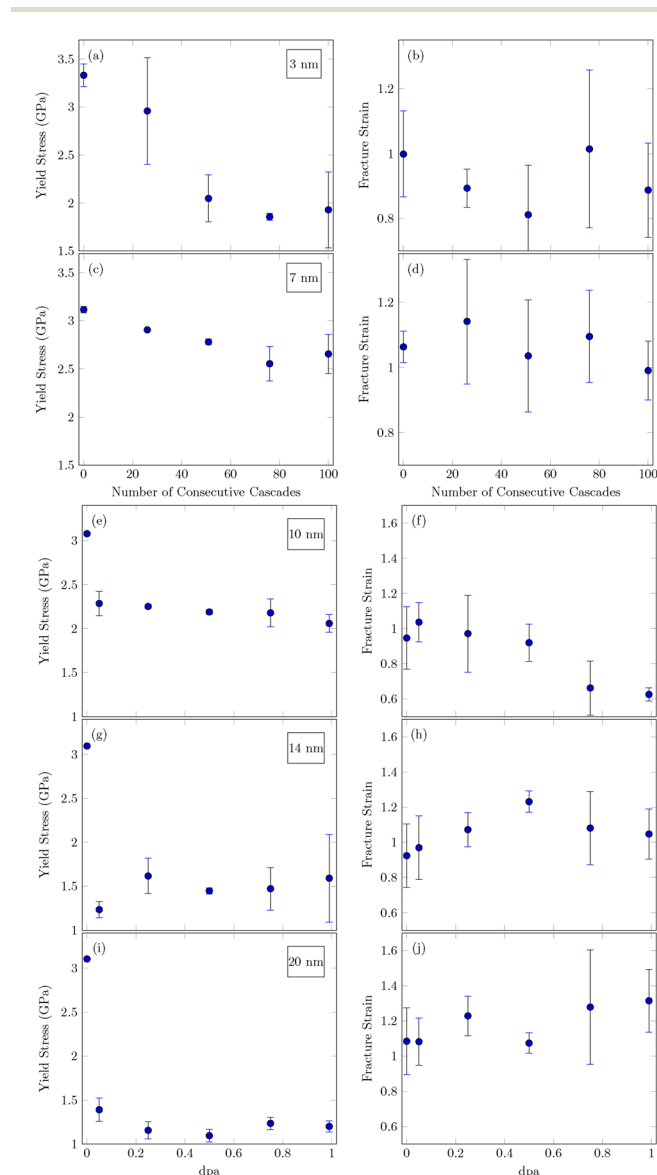 (a)
3 nm
3.5
3
2.5
2
1.5
Yield Stress (GPa)
(b)
1.2
1
0.8
Fracture Strain
(c)
7 nm
3.5
3
2.5
2
1.5
Yield Stress (GPa)
0 20 40 60 80 100
Number of Consecutive Cascades
(d)
1.2
1
0.8
Fracture Strain
0 20 40 60 80 100
Number of Consecutive Cascades
(e)
10 nm
3
2.5
2
1.5
1
Yield Stress (GPa)
(f)
1.6
1.4
1.2
1
0.8
0.6
Fracture Strain
(g)
14 nm
3
2.5
2
1.5
1
Yield Stress (GPa)
(h)
1.6
1.4
1.2
1
0.8
0.6
Fracture Strain
(i)
20 nm
3
2.5
2
1.5
1
Yield Stress (GPa)
0 0.2 0.4 0.6 0.8 1
dpa
(j)
1.6
1.4
1.2
1
0.8
0.6
Fracture Strain
0 0.2 0.4 0.6 0.8 1
dpa